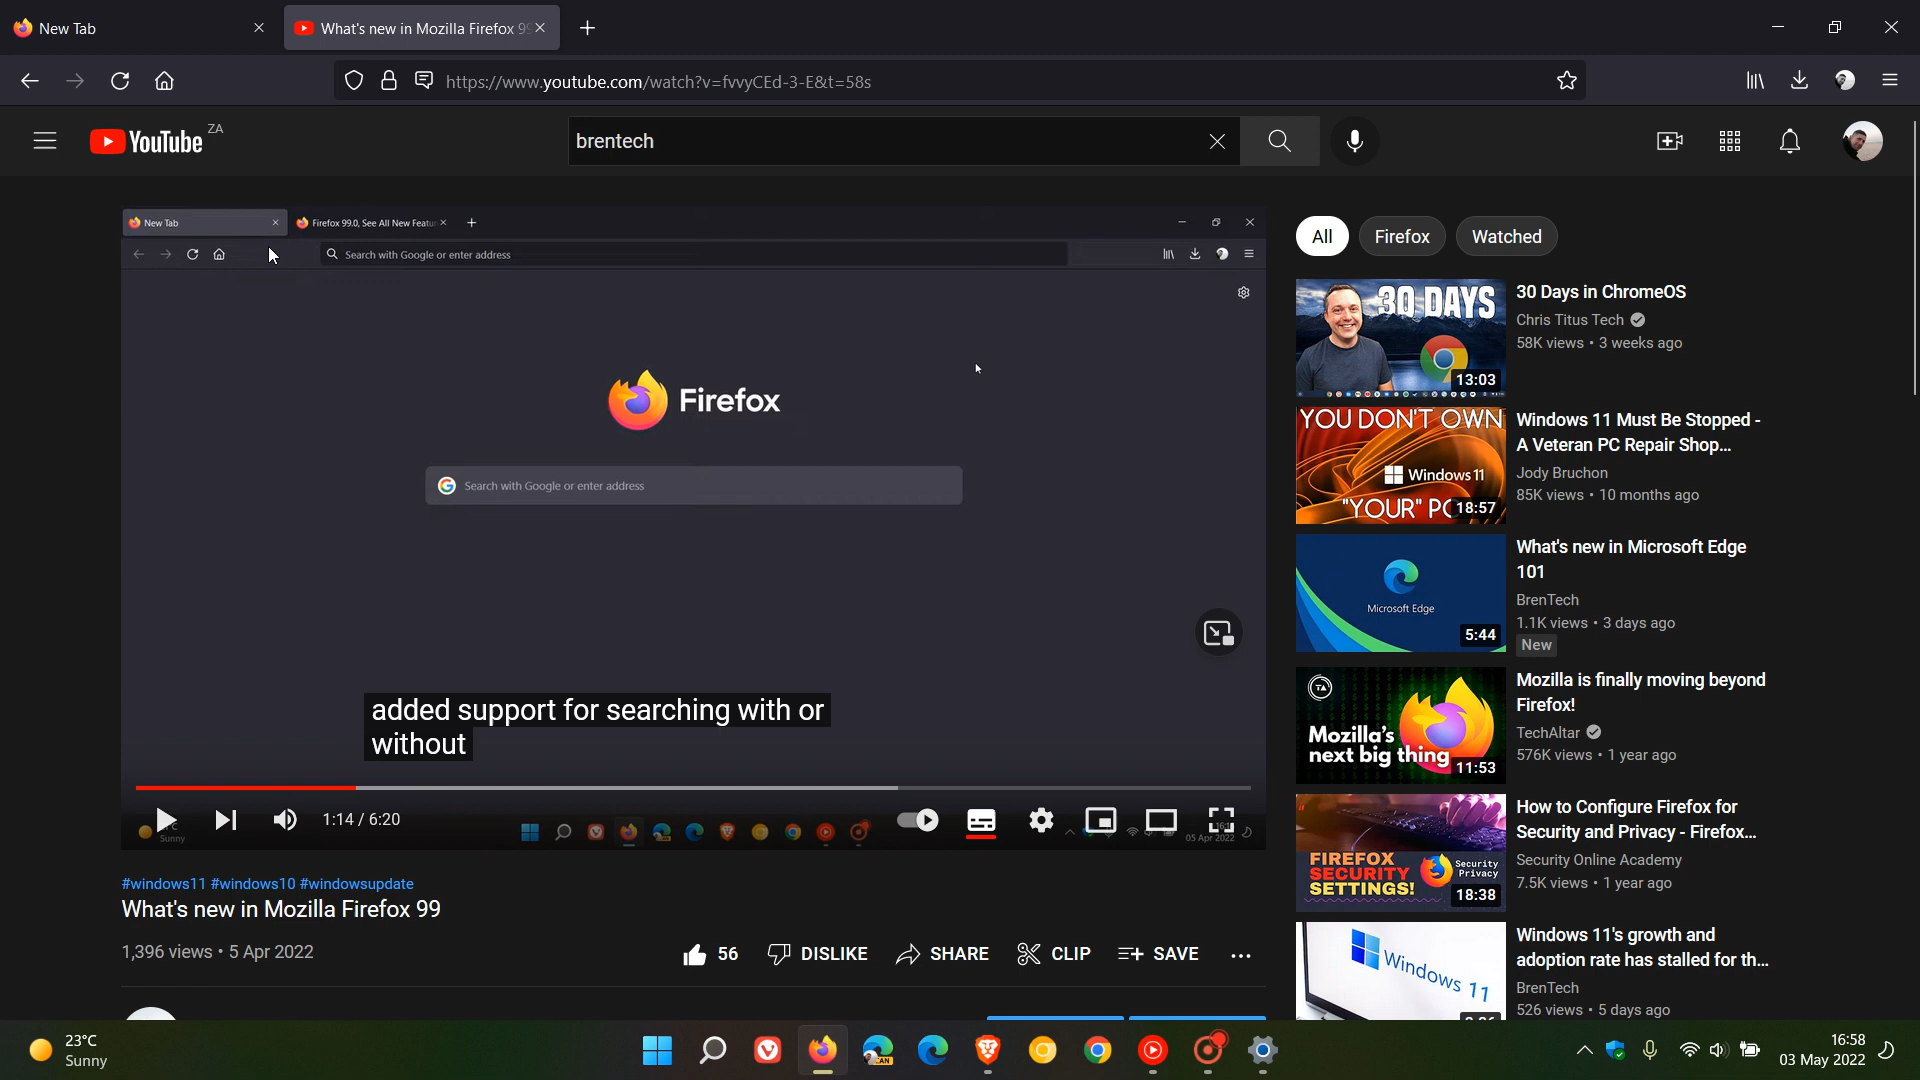 New Tab
What's new in Mozilla Firefox 99
https://www.youtube.com/watch?v=fvvyCEd-3-E&t=58s
YouTube ZA
brentech
New Tab
Firefox 99.0, See All New Featu
Search with Google or enter address
Firefox
Search with Google or enter address
added support for searching with or
without
1:14 / 6:20
Sunny
05 Apr 2022
#windows11 #windows10 #windowsupdate
What's new in Mozilla Firefox 99
1,396 views • 5 Apr 2022
56
DISLIKE
SHARE
CLIP
SAVE
All
Firefox
Watched
30 DAYS
13:03
30 Days in ChromeOS
Chris Titus Tech
58K views • 3 weeks ago
YOU DON'T OWN
Windows 11
"YOUR" PC
18:57
Windows 11 Must Be Stopped -
A Veteran PC Repair Shop...
Jody Bruchon
85K views • 10 months ago
Microsoft Edge
5:44
What's new in Microsoft Edge
101
BrenTech
1.1K views • 3 days ago
New
TA
Mozilla's
next big thing
11:53
Mozilla is finally moving beyond
Firefox!
TechAltar
576K views • 1 year ago
FIREFOX
SECURITY
SETTINGS!
Security
Privacy
18:38
How to Configure Firefox for
Security and Privacy - Firefox...
Security Online Academy
7.5K views • 1 year ago
Windows 11
Windows 11's growth and
adoption rate has stalled for th...
BrenTech
526 views • 5 days ago
23°C
Sunny
CAN
16:58
03 May 2022